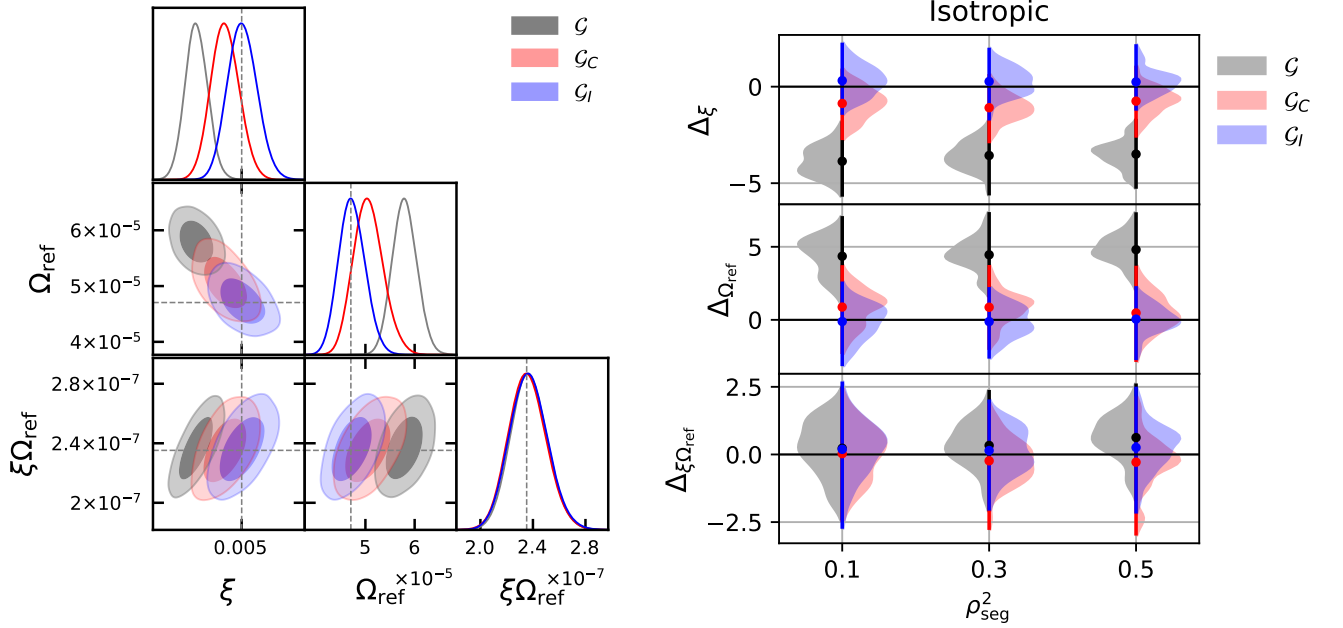 𝒢
𝒢_C
𝒢_I
Ω_ref
6×10⁻⁵
5×10⁻⁵
4×10⁻⁵
ξΩ_ref
2.8×10⁻⁷
2.4×10⁻⁷
2×10⁻⁷
0.005
5 6
2.0 2.4 2.8
×10⁻⁵
×10⁻⁷
ξ
Ω_ref
ξΩ_ref
Isotropic
𝒢
𝒢_C
𝒢_I
Δ_ξ
0
−5
Δ_Ω_ref
5
0
Δ_ξΩ_ref
2.5
0.0
−2.5
0.1 0.3 0.5
ρ²_seg